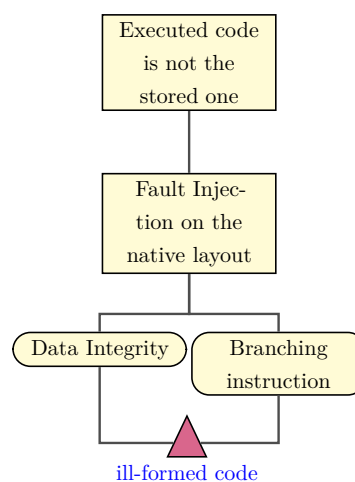 Executed code
is not the
stored one
Fault Injec-
tion on the
native layout
Data Integrity
Branching
instruction
ill-formed code